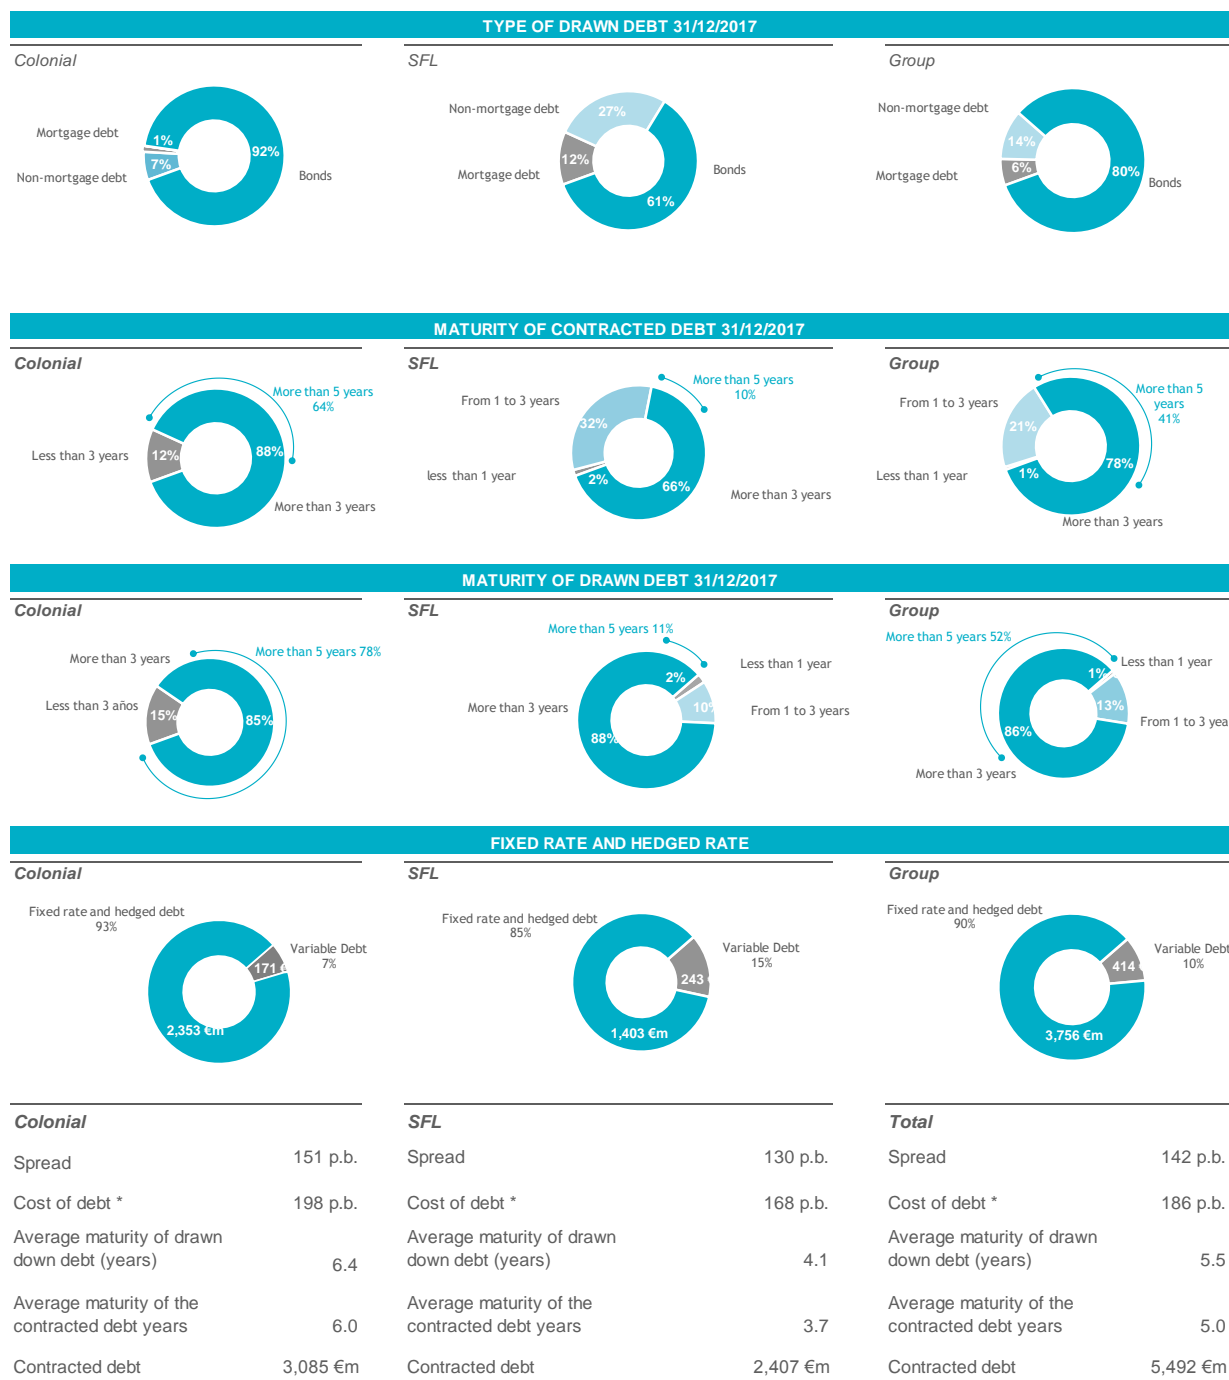 TYPE OF DRAWN DEBT 31/12/2017
Colonial
Mortgage debt
Non-mortgage debt
1%
7%
92%
Bonds
SFL
Non-mortgage debt
27%
Mortgage debt
12%
61%
Bonds
Group
Non-mortgage debt
14%
Mortgage debt
6%
80%
Bonds
MATURITY OF CONTRACTED DEBT 31/12/2017
Colonial
More than 5 years
64%
Less than 3 years
12%
88%
More than 3 years
SFL
More than 5 years
10%
From 1 to 3 years
32%
less than 1 year
2%
66%
More than 3 years
Group
More than 5
years
41%
From 1 to 3 years
21%
Less than 1 year
1%
78%
More than 3 years
MATURITY OF DRAWN DEBT 31/12/2017
Colonial
More than 5 years 78%
More than 3 years
Less than 3 años
15%
85%
SFL
More than 5 years 11%
Less than 1 year
2%
More than 3 years
10%
From 1 to 3 years
88%
Group
More than 5 years 52%
Less than 1 year
1%
13%
From 1 to 3 yea
86%
More than 3 years
FIXED RATE AND HEDGED RATE
Colonial
Fixed rate and hedged debt
93%
Variable Debt
7%
171 €
2,353 €m
SFL
Fixed rate and hedged debt
85%
Variable Debt
15%
243
1,403 €m
Group
Fixed rate and hedged debt
90%
Variable Debt
10%
414 €
3,756 €m
Colonial
Spread 151 p.b.
Cost of debt * 198 p.b.
Average maturity of drawn
down debt (years) 6.4
Average maturity of the
contracted debt years 6.0
Contracted debt 3,085 €m
SFL
Spread 130 p.b.
Cost of debt * 168 p.b.
Average maturity of drawn
down debt (years) 4.1
Average maturity of the
contracted debt years 3.7
Contracted debt 2,407 €m
Total
Spread 142 p.b.
Cost of debt * 186 p.b.
Average maturity of drawn
down debt (years) 5.5
Average maturity of the
contracted debt years 5.0
Contracted debt 5,492 €m